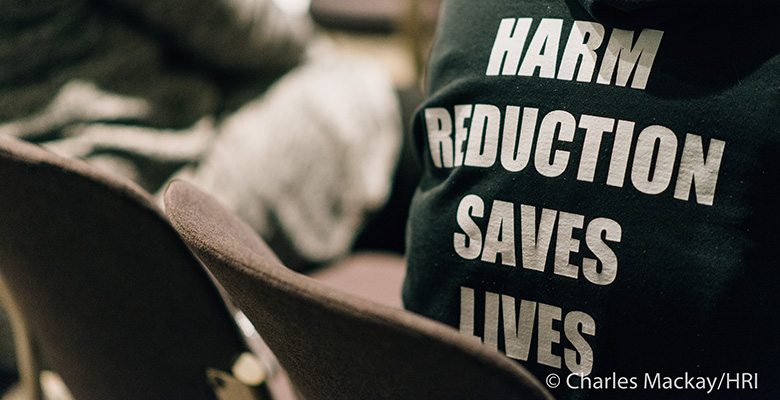 HARM
REDUCTION
SAVES
LIVES
© Charles Mackay/HRI